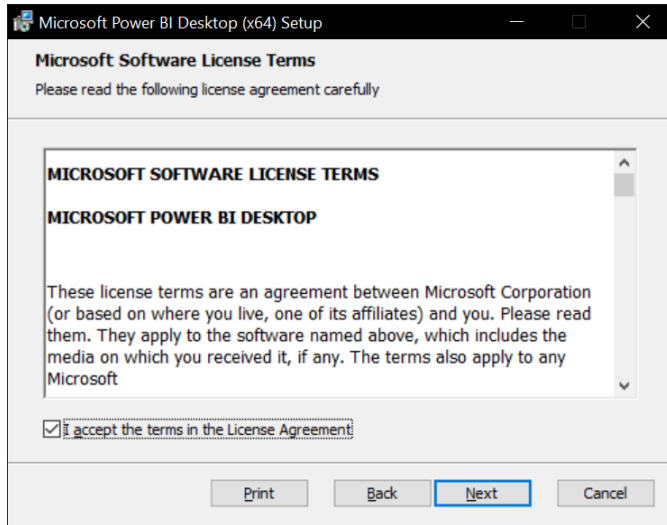 Microsoft Power BI Desktop (x64) Setup
Microsoft Software License Terms
Please read the following license agreement carefully
MICROSOFT SOFTWARE LICENSE TERMS
MICROSOFT POWER BI DESKTOP
These license terms are an agreement between Microsoft Corporation
(or based on where you live, one of its affiliates) and you. Please read
them. They apply to the software named above, which includes the
media on which you received it, if any. The terms also apply to any
Microsoft
I accept the terms in the License Agreement
Print Back Next Cancel